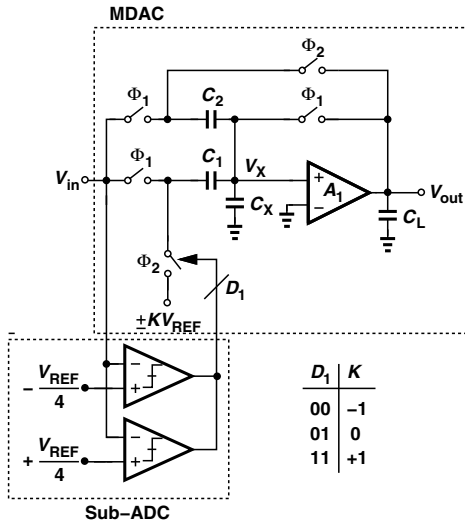 MDAC
Φ2
Φ1
C2
Φ1
Φ1
C1
VX
Vin
+
A1
−
Vout
CX
CL
Φ2
D1
±KVREF
− VREF/4
−
+
+ VREF/4
−
+
Sub−ADC
D1 K
00 −1
01 0
11 +1